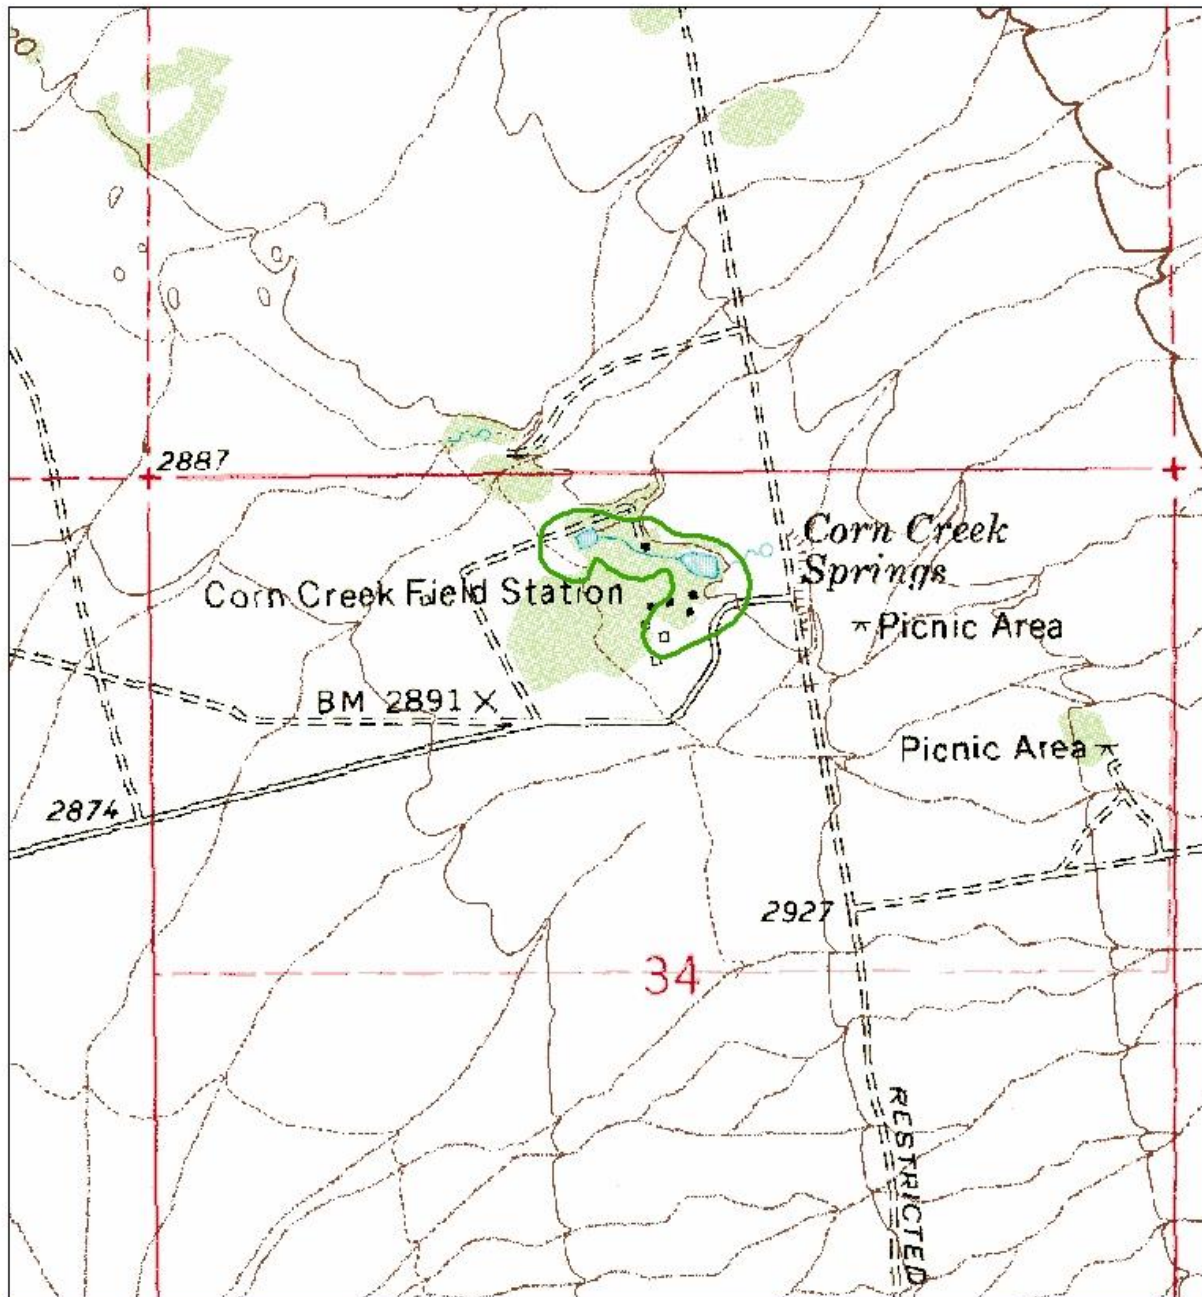 2887
Corn Creek
Springs
Corn Creek Field Station
Picnic Area
BM 2891
Picnic Area
2874
2927
34
RESTRICTED